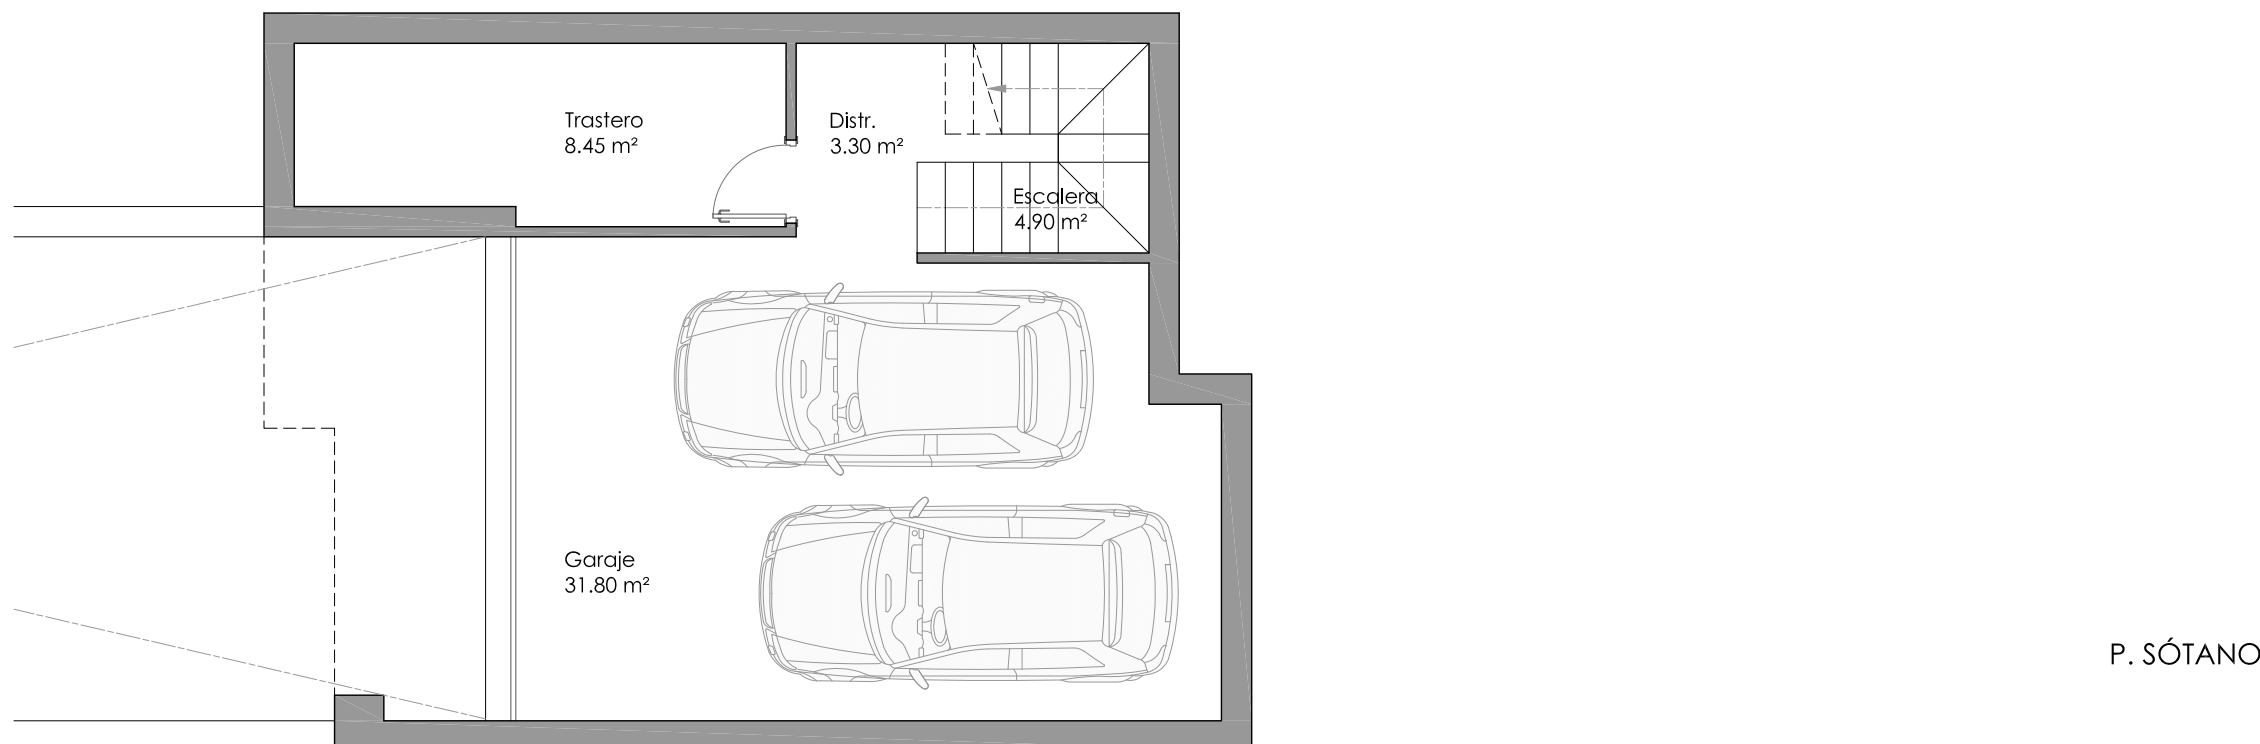 Trastero
8.45 m²
Distr.
3.30 m²
Escalera
4.90 m²
Garaje
31.80 m²
P. SÓTANO